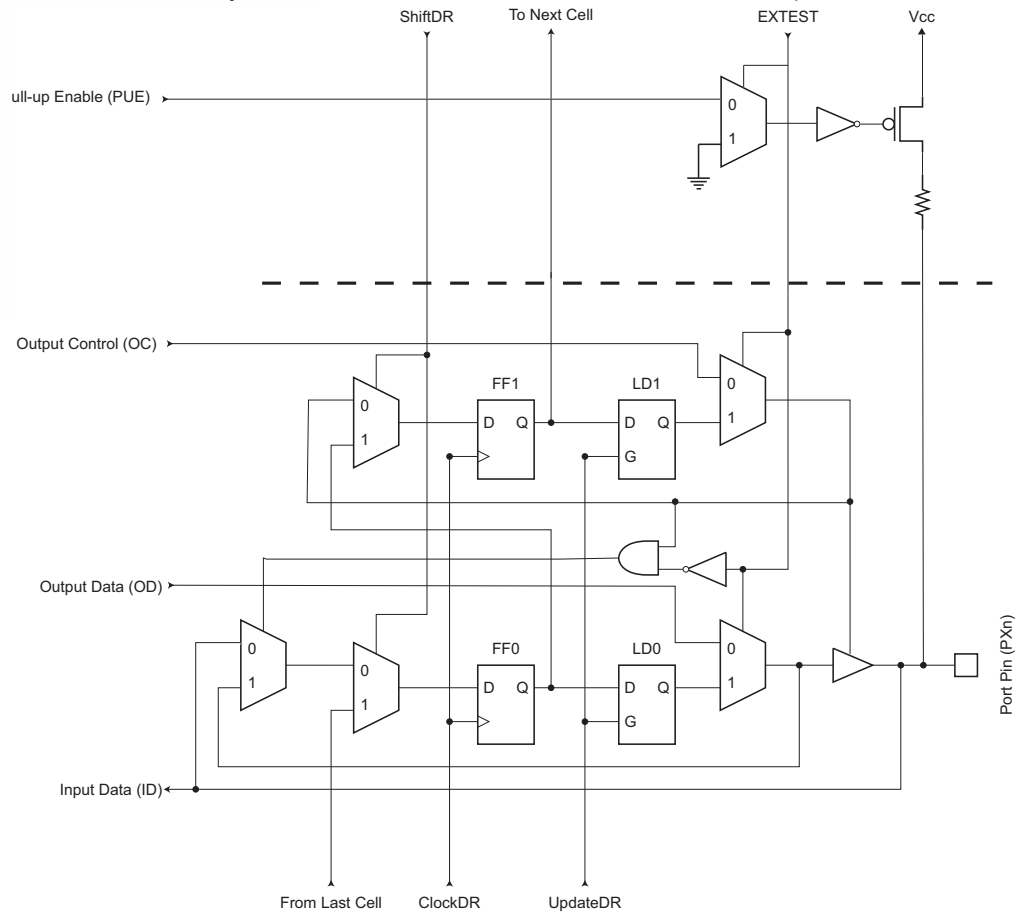 ShiftDR
To Next Cell
EXTEST
Vcc
ull-up Enable (PUE)
0
1
Output Control (OC)
FF1
LD1
0
0
D Q
D Q
1
1
G
Output Data (OD)
FF0
LD0
0
0
0
1
D Q
D Q
1
1
G
Port Pin (PXn)
Input Data (ID)
From Last Cell
ClockDR
UpdateDR